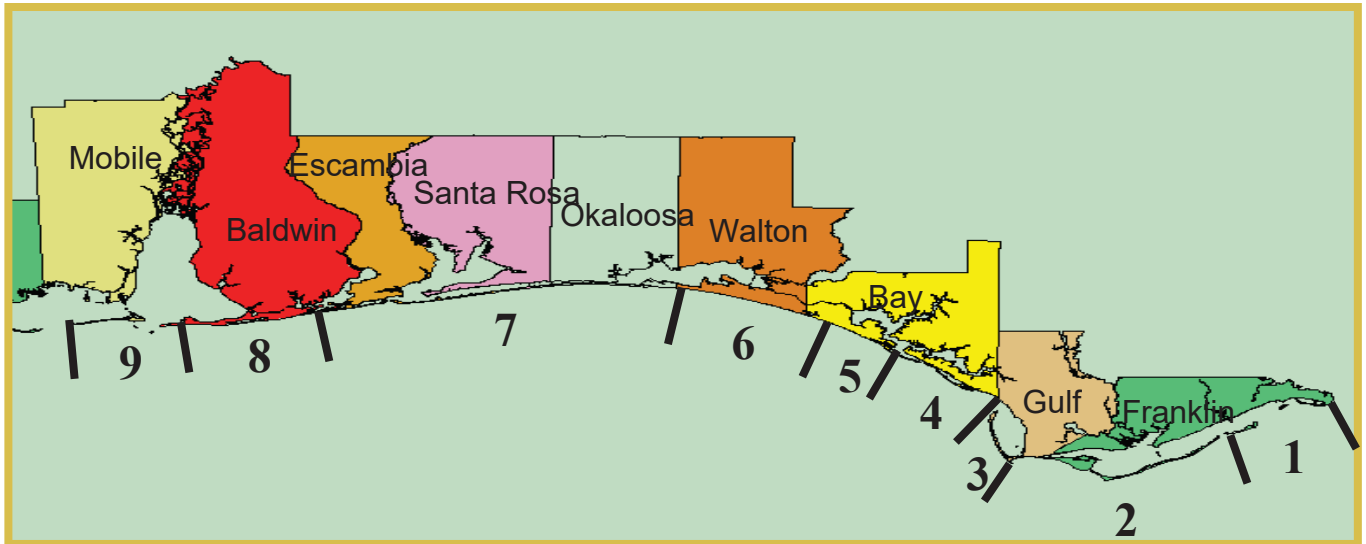 Mobile
Escambia
Santa Rosa
Okaloosa
Walton
Baldwin
Bay
Gulf
Franklin
9
8
7
6
5
4
3
2
1